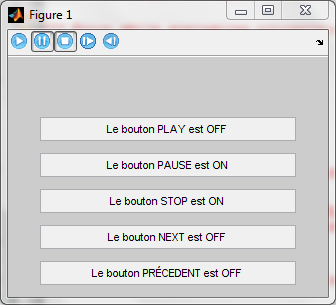 Figure 1
Le bouton PLAY est OFF
Le bouton PAUSE est ON
Le bouton STOP est ON
Le bouton NEXT est OFF
Le bouton PRÉCEDENT est OFF